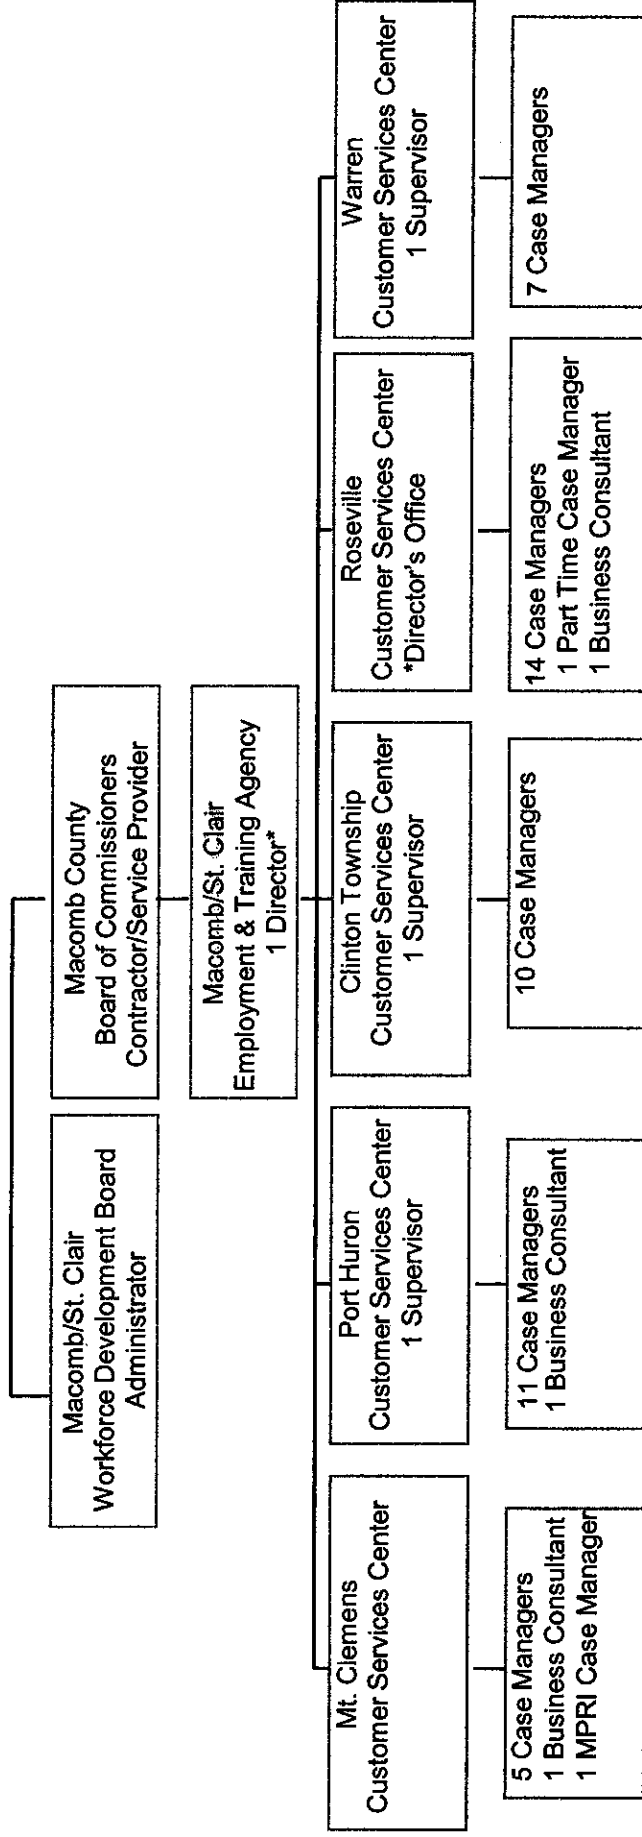 Macomb/St. Clair
Workforce Development Board
Administrator
Macomb County
Board of Commissioners
Contractor/Service Provider
Macomb/St. Clair
Employment & Training Agency
1 Director*
Mt. Clemens
Customer Services Center
Port Huron
Customer Services Center
1 Supervisor
Clinton Township
Customer Services Center
1 Supervisor
Roseville
Customer Services Center
*Director's Office
Warren
Customer Services Center
1 Supervisor
5 Case Managers
1 Business Consultant
1 MPRI Case Manager
11 Case Managers
1 Business Consultant
10 Case Managers
14 Case Managers
1 Part Time Case Manager
1 Business Consultant
7 Case Managers